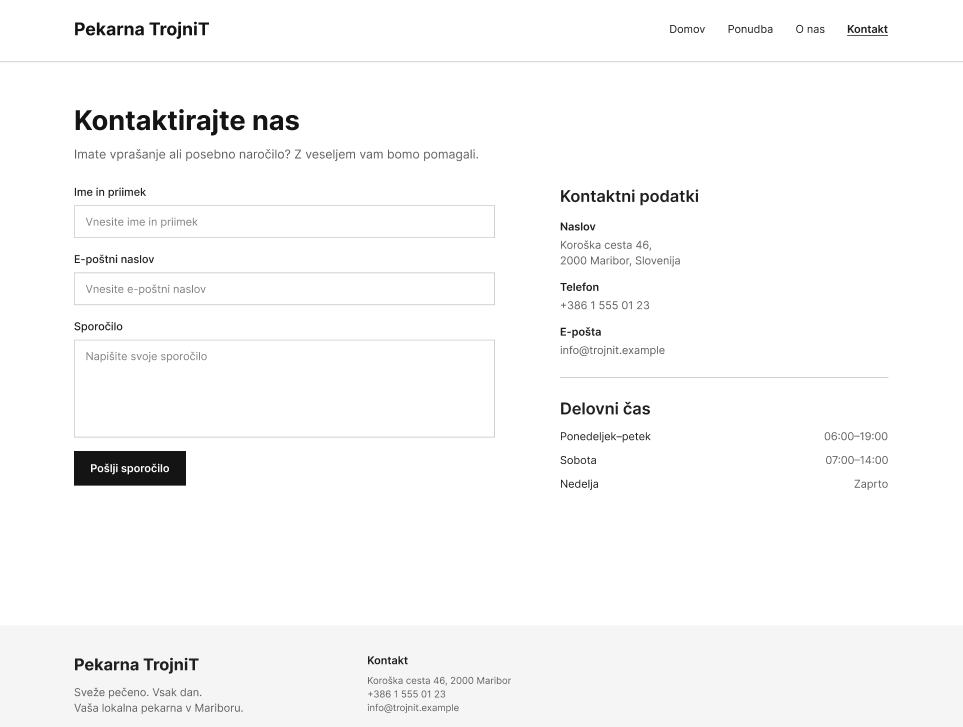 Pekarna TrojniT
Domov Ponudba O nas Kontakt
Kontaktirajte nas
Imate vprašanje ali posebno naročilo? Z veseljem vam bomo pomagali.
Ime in priimek
Vnesite ime in priimek
E-poštni naslov
Vnesite e-poštni naslov
Sporočilo
Napišite svoje sporočilo
Pošlji sporočilo
Kontaktni podatki
Naslov
Koroška cesta 46,
2000 Maribor, Slovenija
Telefon
+386 1 555 01 23
E-pošta
info@trojnit.example
Delovni čas
Ponedeljek–petek 06:00–19:00
Sobota 07:00–14:00
Nedelja Zaprto
Pekarna TrojniT
Sveže pečeno. Vsak dan.
Vaša lokalna pekarna v Mariboru.
Kontakt
Koroška cesta 46, 2000 Maribor
+386 1 555 01 23
info@trojnit.example